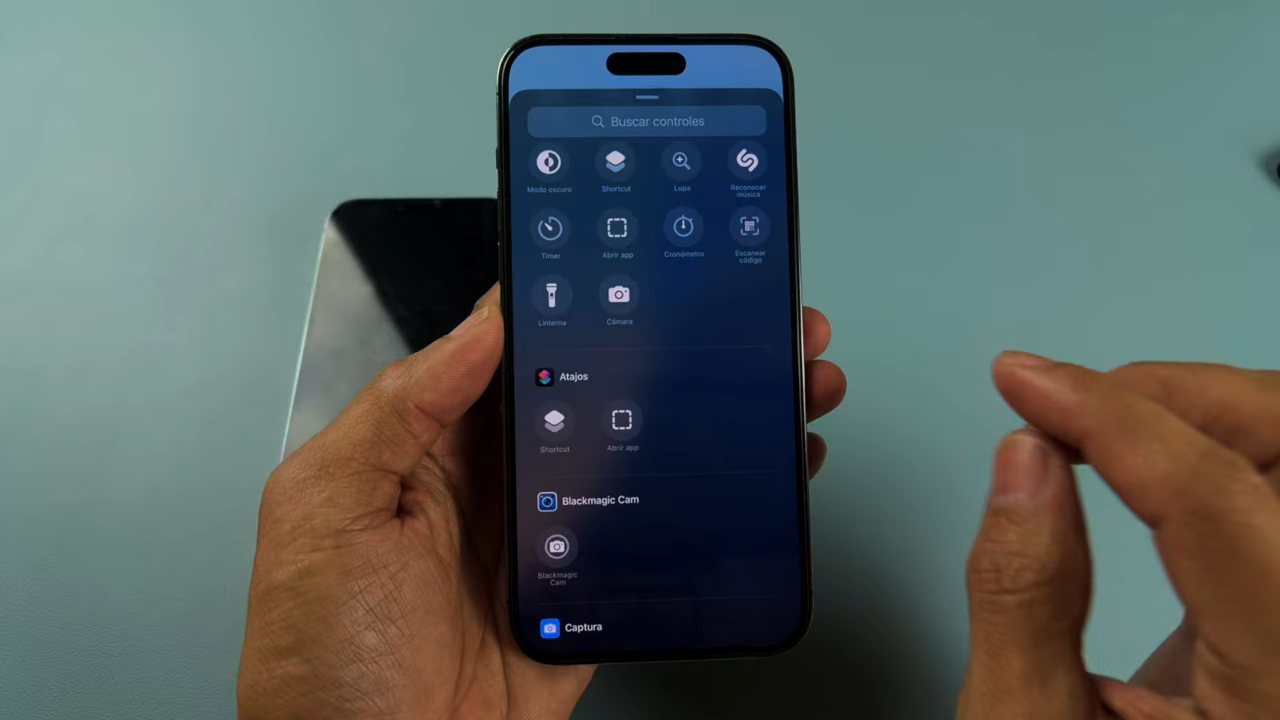 Buscar controles
Modo oscuro
Shortcut
Lupa
Reconocer
música
Timer
Abrir app
Cronómetro
Escanear
código
Linterna
Cámara
Atajos
Shortcut
Abrir app
Blackmagic Cam
Blackmagic
Cam
Captura